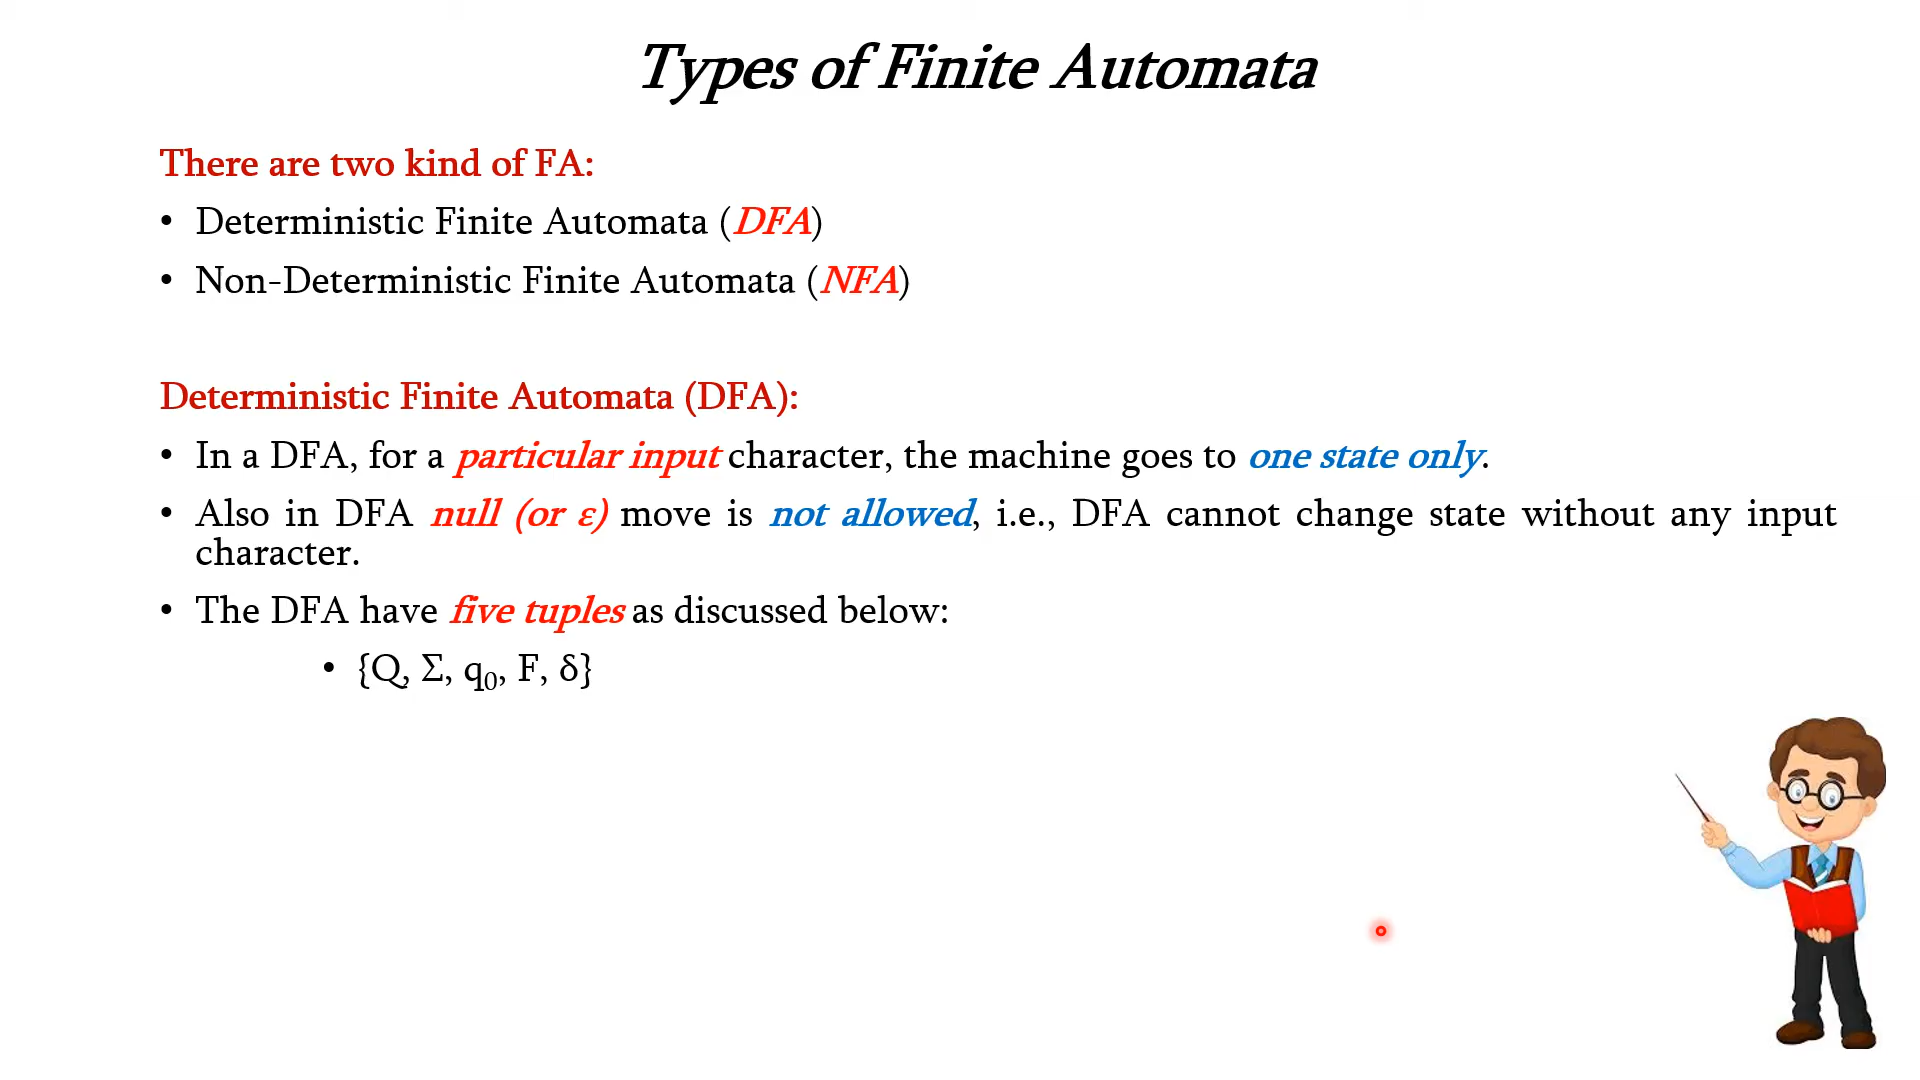 Types of Finite Automata
There are two kind of FA:
• Deterministic Finite Automata (DFA)
• Non-Deterministic Finite Automata (NFA)
Deterministic Finite Automata (DFA):
• In a DFA, for a particular input character, the machine goes to one state only.
• Also in DFA null (or ε) move is not allowed, i.e., DFA cannot change state without any input
character.
• The DFA have five tuples as discussed below:
• {Q, Σ, q₀, F, δ}